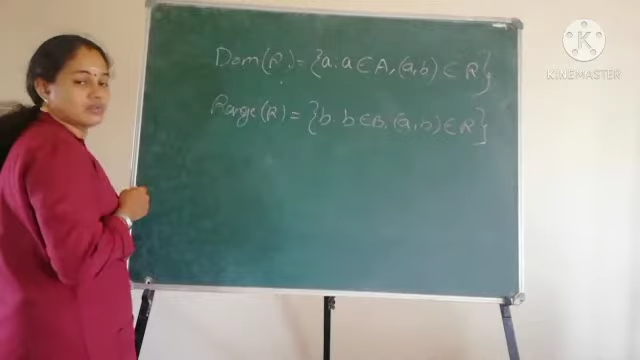 Dom(R) = {a. a ∈ A, (a, b) ∈ R}
Range(R) = {b. b ∈ B. (a, b) ∈ R}
KINEMASTER